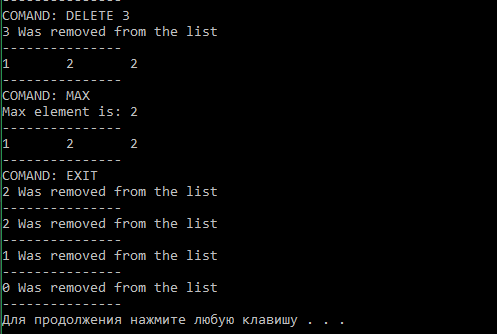 ---------------
COMAND: DELETE 3
3 Was removed from the list
---------------
1       2       2
---------------
COMAND: MAX
Max element is: 2
---------------
1       2       2
---------------
COMAND: EXIT
2 Was removed from the list
---------------
2 Was removed from the list
---------------
1 Was removed from the list
---------------
0 Was removed from the list
---------------
Для продолжения нажмите любую клавишу . . .